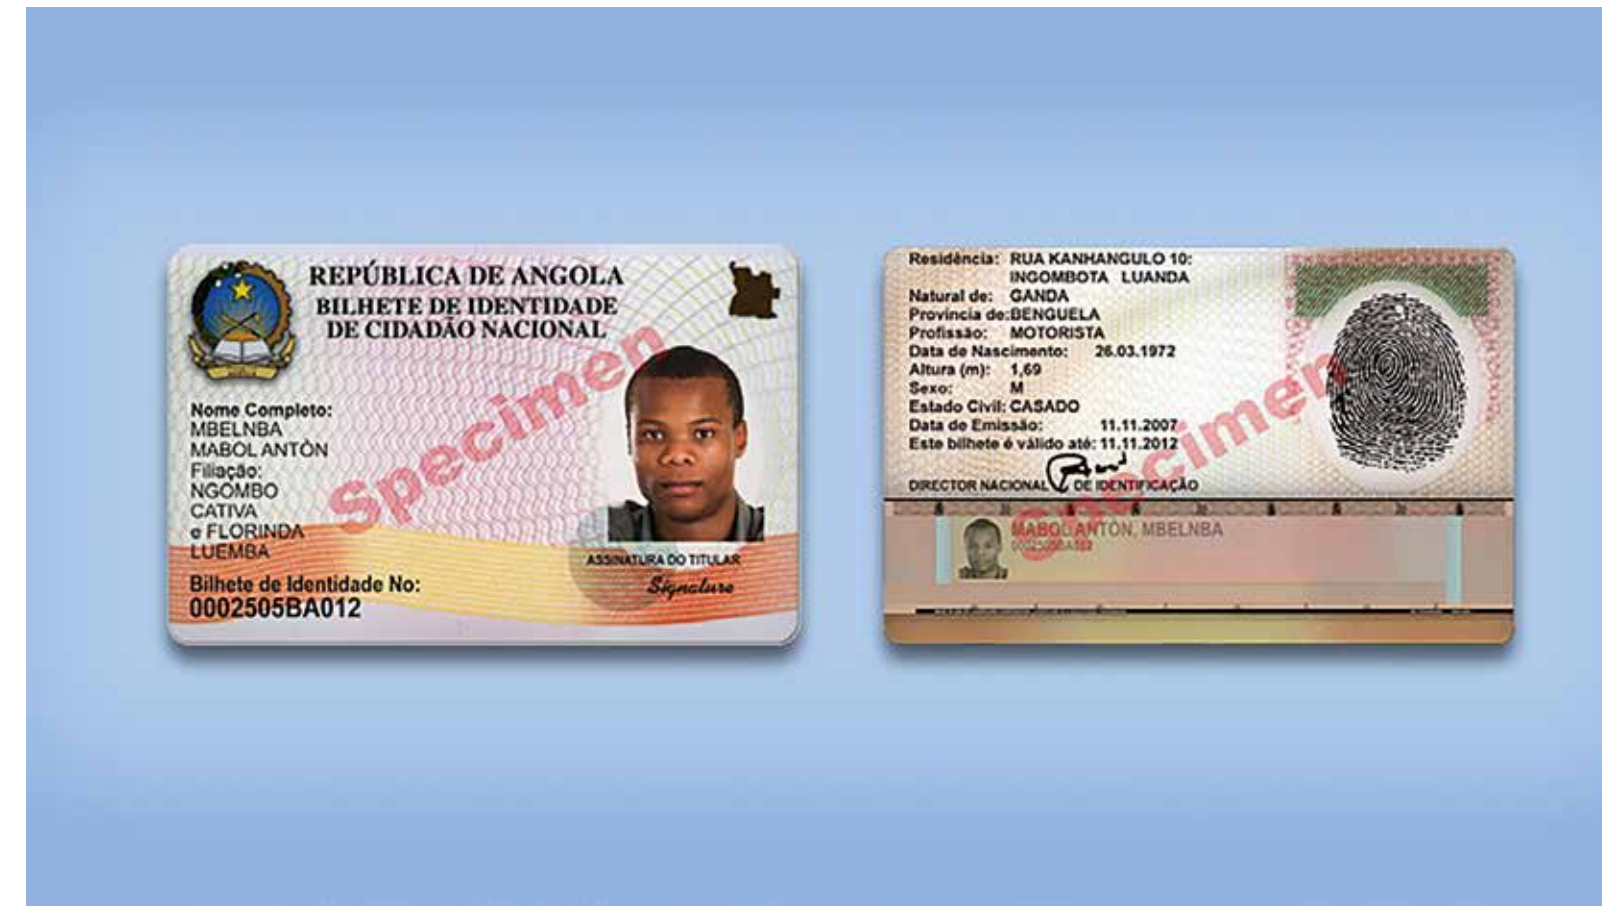 REPÚBLICA DE ANGOLA
BILHETE DE IDENTIDADE
DE CIDADÃO NACIONAL
Specimen
Nome Completo:
MBELNBA
MABOL ANTÒN
Filiação:
NGOMBO
CATIVA
e FLORINDA
LUEMBA
ASSINATURA DO TITULAR
Signature
Bilhete de Identidade No:
0002505BA012
Residência: RUA KANHANGULO 10:
INGOMBOTA LUANDA
Natural de: GANDA
Província de: BENGUELA
Profissão: MOTORISTA
Data de Nascimento: 26.03.1972
Altura (m): 1,69
Sexo: M
Estado Civil: CASADO
Data de Emissão: 11.11.2007
Este bilhete é válido até: 11.11.2012
DIRECTOR NACIONAL DE IDENTIFICAÇÃO
Specimen
MABOL ANTÒN, MBELNBA